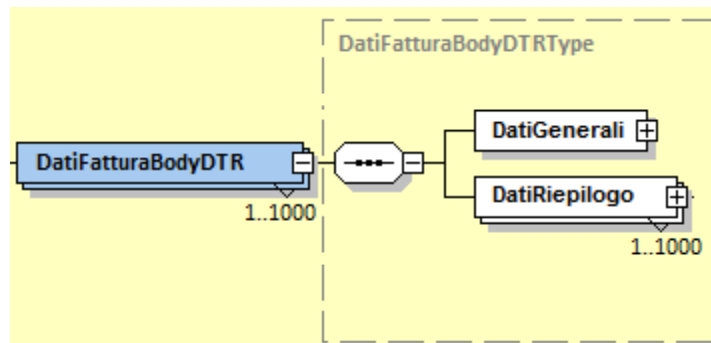 DatiFatturaBodyDTRType
DatiGenerali
DatiFatturaBodyDTR
1..1000
DatiRiepilogo
1..1000